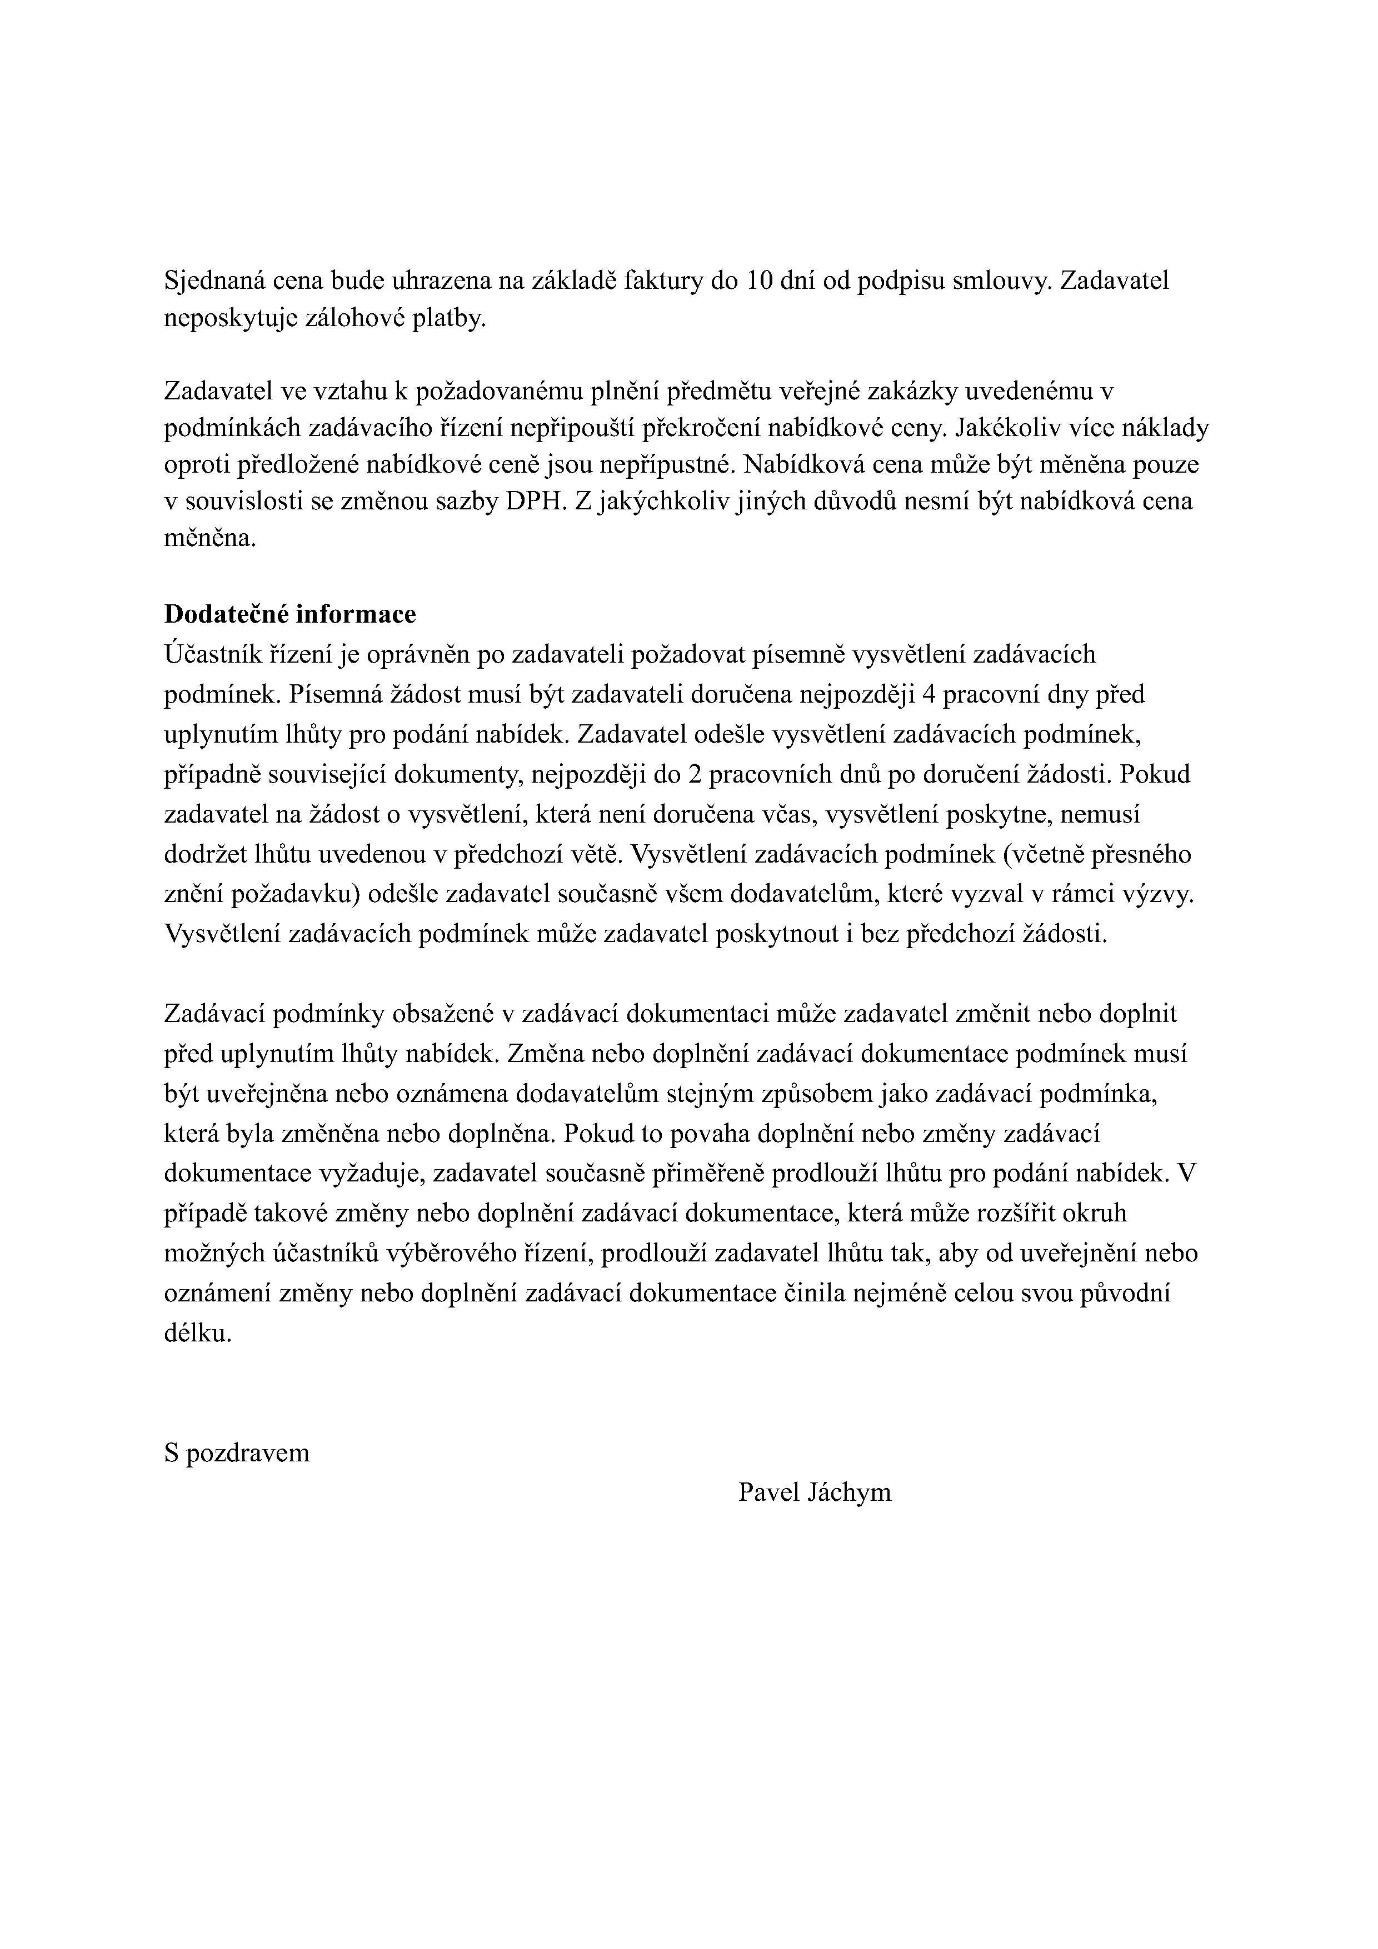 Sjednaná cena bude uhrazena na základě faktury do 10 dní od podpisu smlouvy. Zadavatel
neposkytuje zálohové platby.
Zadavatel ve vztahu k požadovanému plnění předmětu veřejné zakázky uvedenému v
podmínkách zadávacího řízení nepřipouští překročení nabídkové ceny. Jakékoliv více náklady
oproti předložené nabídkové ceně jsou nepřípustné. Nabídková cena může být měněna pouze
v souvislosti se změnou sazby DPH. Z jakýchkoliv jiných důvodů nesmí být nabídková cena
měněna.
Dodatečné informace
Účastník řízení je oprávněn po zadavateli požadovat písemně vysvětlení zadávacích
podmínek. Písemná žádost musí být zadavateli doručena nejpozději 4 pracovní dny před
uplynutím lhůty pro podání nabídek. Zadavatel odešle vysvětlení zadávacích podmínek,
případně související dokumenty, nejpozději do 2 pracovních dnů po doručení žádosti. Pokud
zadavatel na žádost o vysvětlení, která není doručena včas, vysvětlení poskytne, nemusí
dodržet lhůtu uvedenou v předchozí větě. Vysvětlení zadávacích podmínek (včetně přesného
znění požadavku) odešle zadavatel současně všem dodavatelům, které vyzval v rámci výzvy.
Vysvětlení zadávacích podmínek může zadavatel poskytnout i bez předchozí žádosti.
Zadávací podmínky obsažené v zadávací dokumentaci může zadavatel změnit nebo doplnit
před uplynutím lhůty nabídek. Změna nebo doplnění zadávací dokumentace podmínek musí
být uveřejněna nebo oznámena dodavatelům stejným způsobem jako zadávací podmínka,
která byla změněna nebo doplněna. Pokud to povaha doplnění nebo změny zadávací
dokumentace vyžaduje, zadavatel současně přiměřeně prodlouží lhůtu pro podání nabídek. V
případě takové změny nebo doplnění zadávací dokumentace, která může rozšířit okruh
možných účastníků výběrového řízení, prodlouží zadavatel lhůtu tak, aby od uveřejnění nebo
oznámení změny nebo doplnění zadávací dokumentace činila nejméně celou svou původní
délku.
S pozdravem
Pavel Jáchym